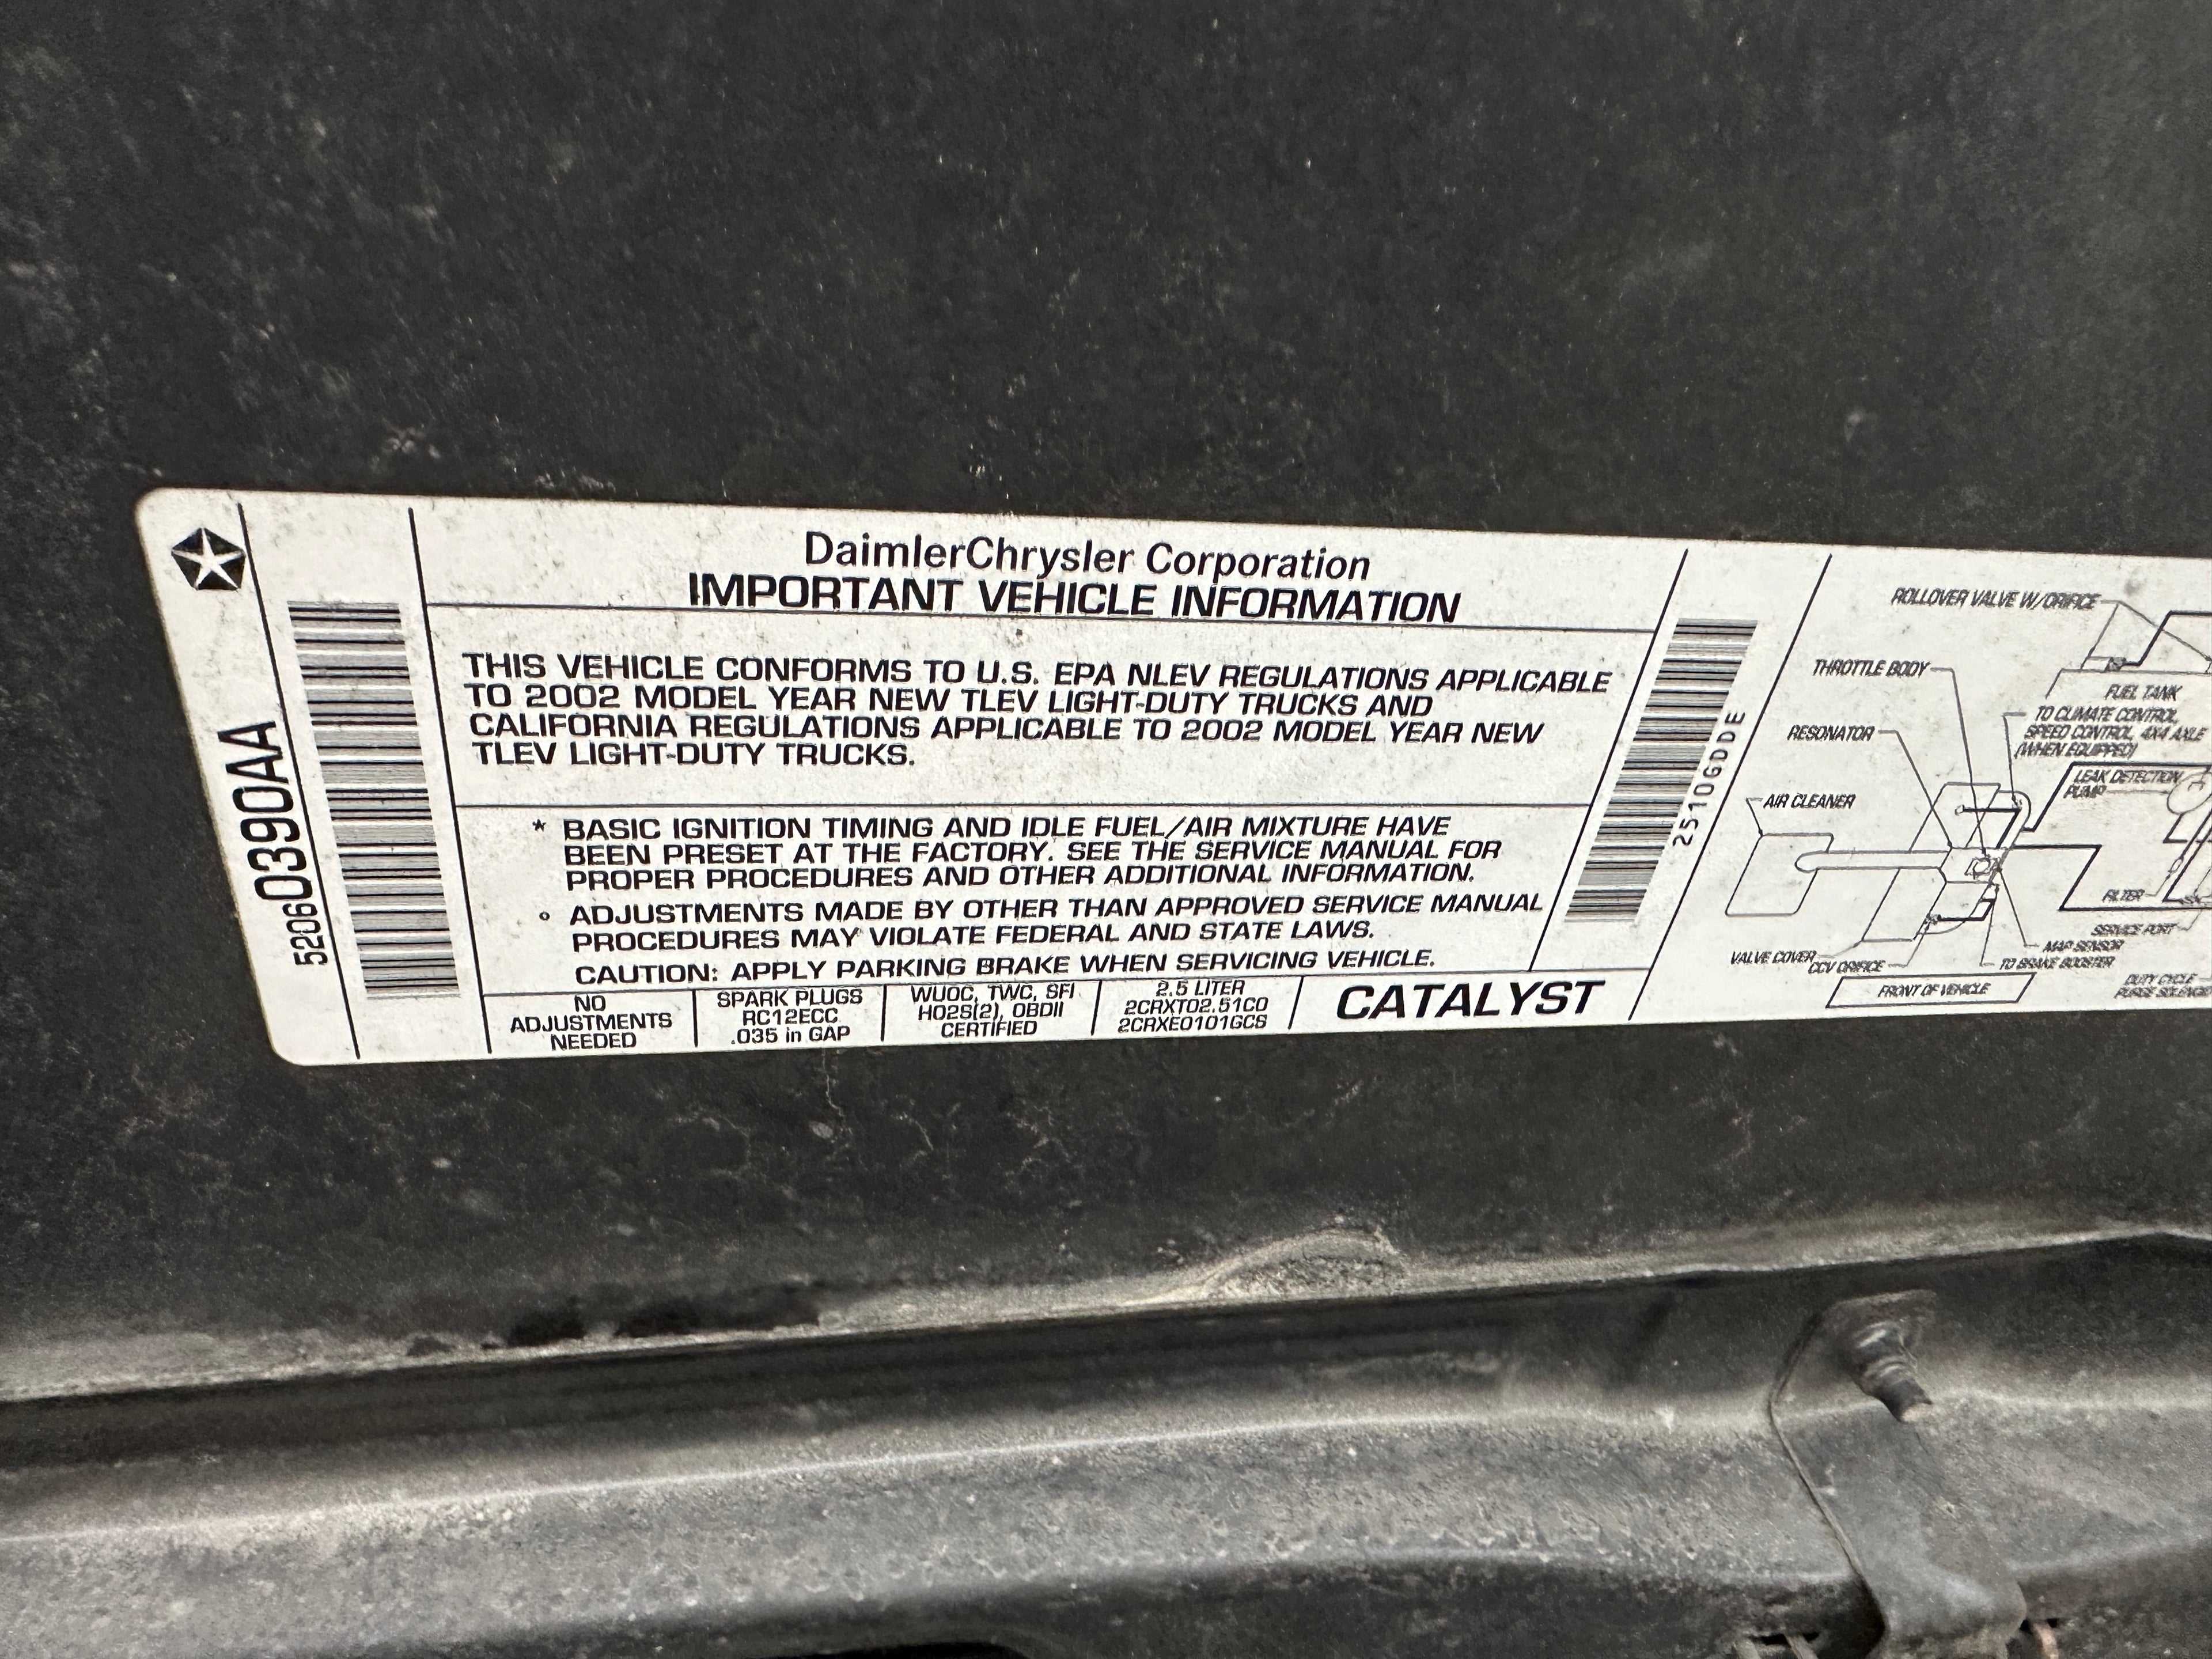 52060390AA
DaimlerChrysler Corporation
IMPORTANT VEHICLE INFORMATION
THIS VEHICLE CONFORMS TO U.S. EPA NLEV REGULATIONS APPLICABLE
TO 2002 MODEL YEAR NEW TLEV LIGHT-DUTY TRUCKS AND
CALIFORNIA REGULATIONS APPLICABLE TO 2002 MODEL YEAR NEW
TLEV LIGHT-DUTY TRUCKS.
* BASIC IGNITION TIMING AND IDLE FUEL/AIR MIXTURE HAVE
BEEN PRESET AT THE FACTORY. SEE THE SERVICE MANUAL FOR
PROPER PROCEDURES AND OTHER ADDITIONAL INFORMATION.
° ADJUSTMENTS MADE BY OTHER THAN APPROVED SERVICE MANUAL
PROCEDURES MAY VIOLATE FEDERAL AND STATE LAWS.
CAUTION: APPLY PARKING BRAKE WHEN SERVICING VEHICLE.
NO
ADJUSTMENTS
NEEDED
SPARK PLUGS
RC12ECC
.035 in GAP
WUOC, TWC, SFI
HO2S(2), OBDII
CERTIFIED
2.5 LITER
2CRXT02.51C0
2CRXE0101GCS
CATALYST
2510GDDE
ROLLOVER VALVE W/ORIFICE
THROTTLE BODY
FUEL TANK
TO CLIMATE CONTROL,
SPEED CONTROL, 4X4 AXLE
(WHEN EQUIPPED)
RESONATOR
LEAK DETECTION
PUMP
AIR CLEANER
FILTER
SERVICE PORT
MAP SENSOR
VALVE COVER
CCV ORIFICE
TO BRAKE BOOSTER
FRONT OF VEHICLE
DUTY CYCLE
PURGE SOLENOID